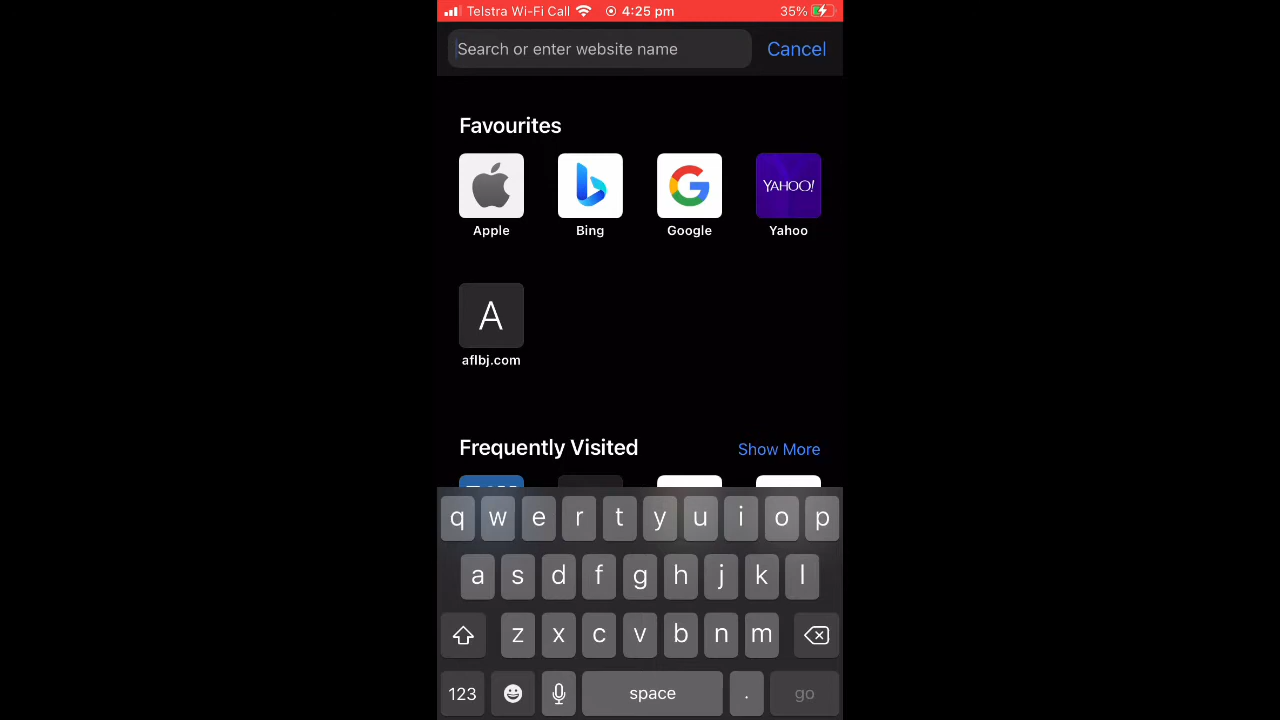 Telstra Wi-Fi Call 4:25 pm 35%
Search or enter website name Cancel
Favourites
YAHOO!
Apple Bing Google Yahoo
A
aflbj.com
Frequently Visited Show More
q w e r t y u i o p
a s d f g h j k l
z x c v b n m
123 space . go